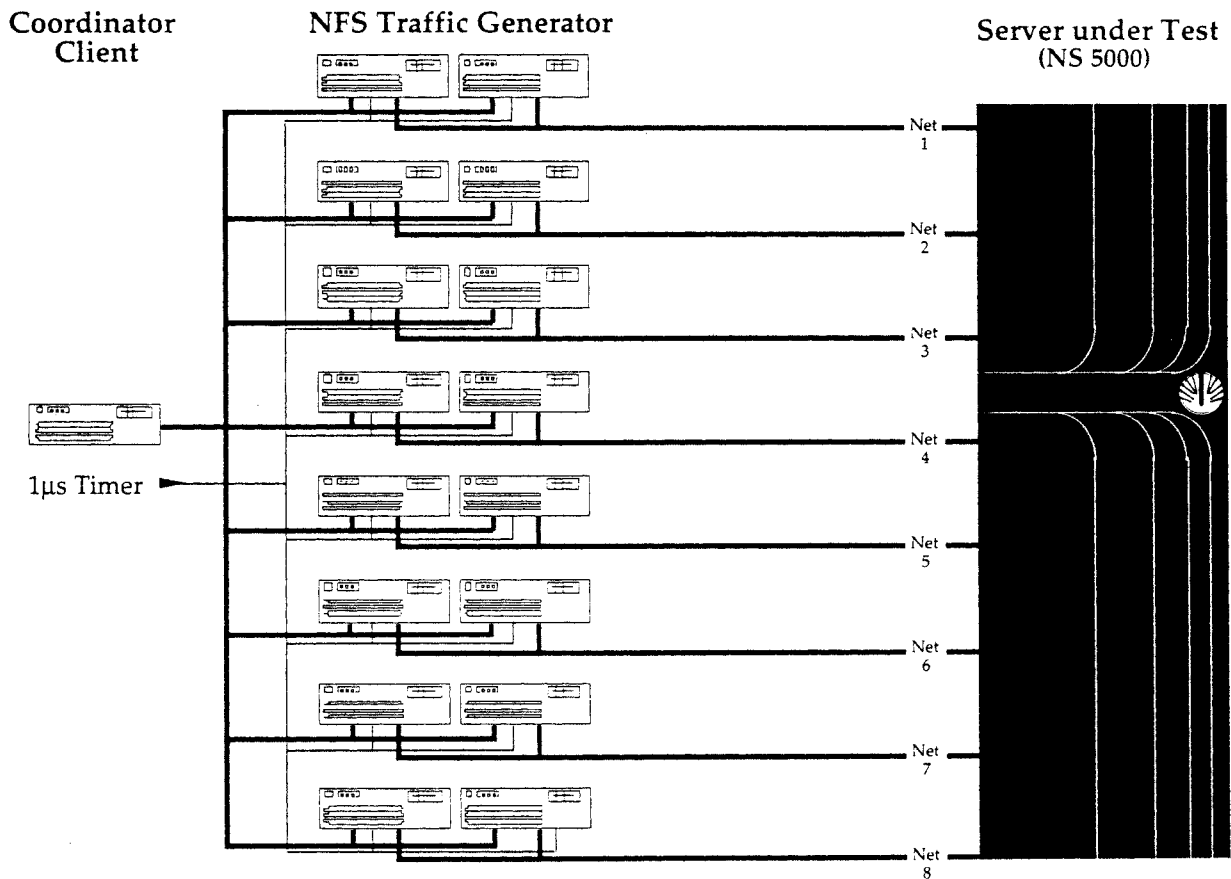 Coordinator
Client
NFS Traffic Generator
Server under Test
(NS 5000)
Net
1
Net
2
Net
3
Net
4
1μs Timer
Net
5
Net
6
Net
7
Net
8